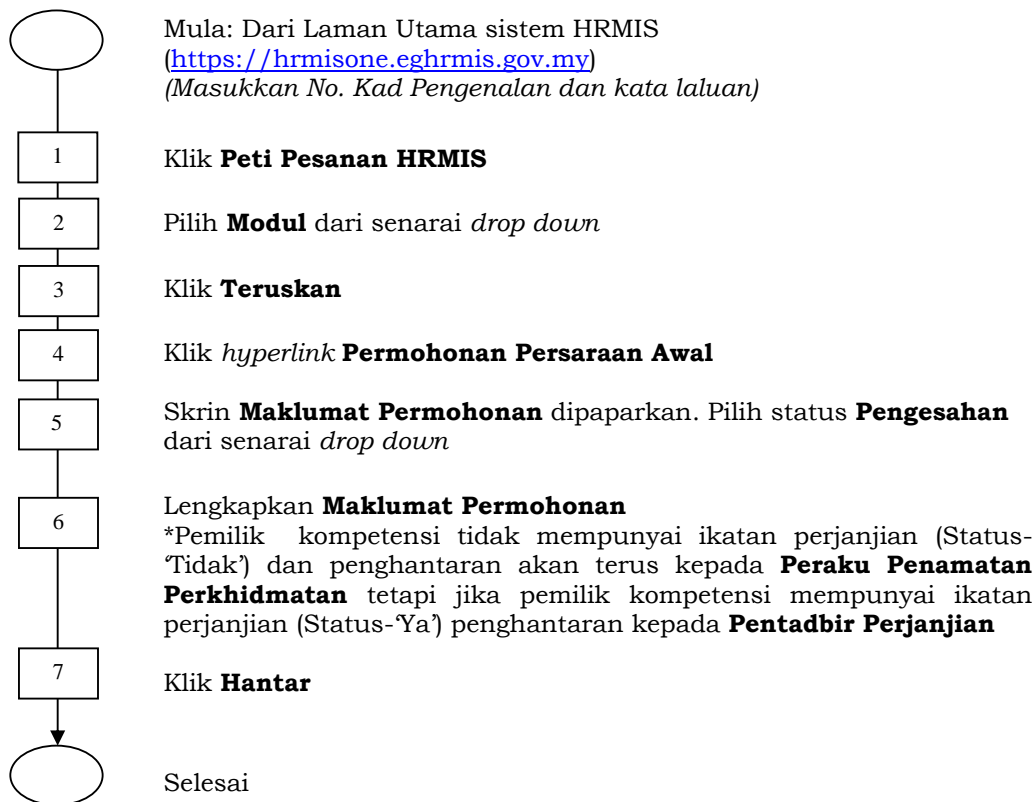 Mula: Dari Laman Utama sistem HRMIS
(https://hrmisone.eghrmis.gov.my)
(Masukkan No. Kad Pengenalan dan kata laluan)
1
Klik Peti Pesanan HRMIS
2
Pilih Modul dari senarai drop down
3
Klik Teruskan
4
Klik hyperlink Permohonan Persaraan Awal
5
Skrin Maklumat Permohonan dipaparkan. Pilih status Pengesahan
dari senarai drop down
6
Lengkapkan Maklumat Permohonan
*Pemilik kompetensi tidak mempunyai ikatan perjanjian (Status-
‘Tidak’) dan penghantaran akan terus kepada Peraku Penamatan
Perkhidmatan tetapi jika pemilik kompetensi mempunyai ikatan
perjanjian (Status-‘Ya’) penghantaran kepada Pentadbir Perjanjian
7
Klik Hantar
Selesai